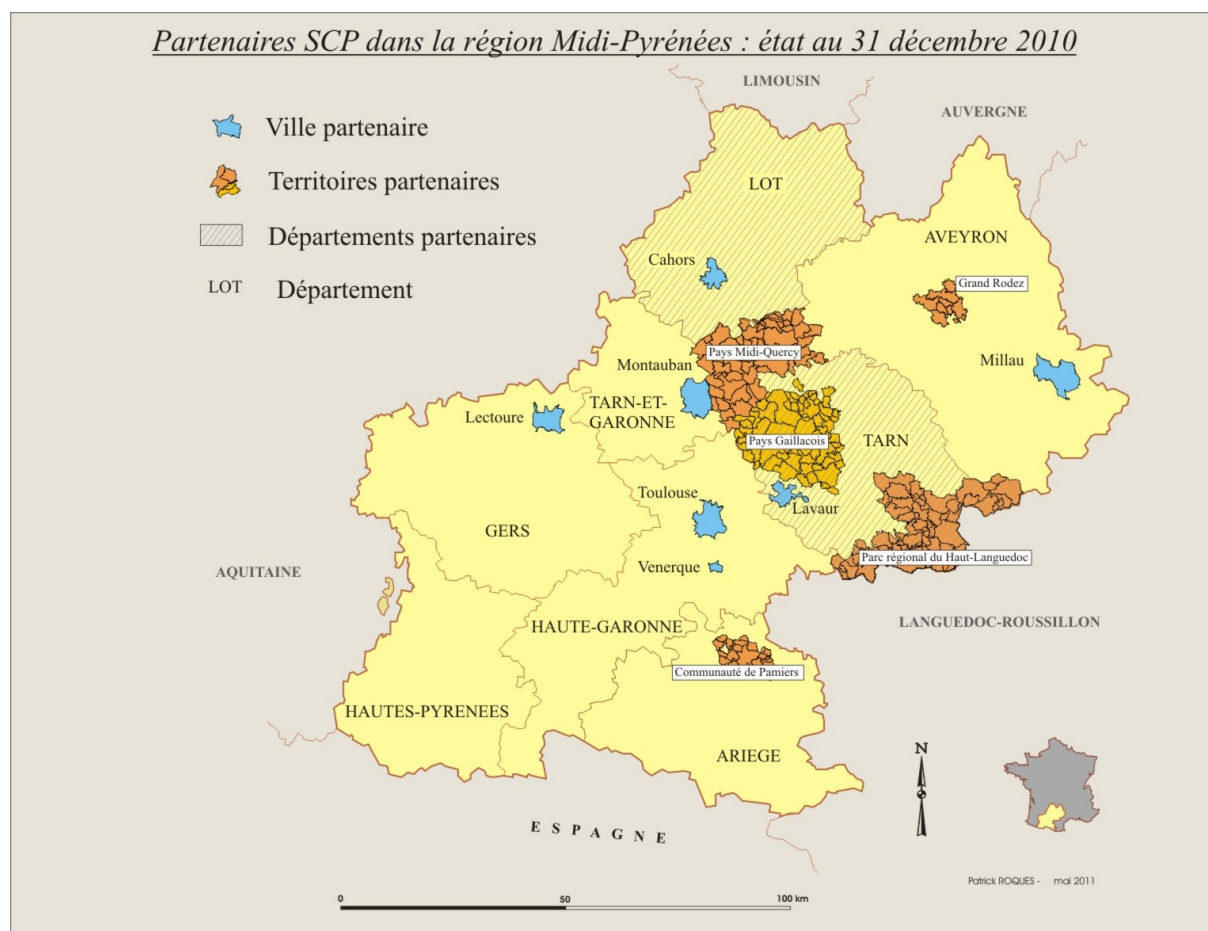 Partenaires SCP dans la région Midi-Pyrénées : état au 31 décembre 2010
LIMOUSIN
AUVERGNE
Ville partenaire
Territoires partenaires
Départements partenaires
LOT Département
LOT
AVEYRON
Cahors
Grand Rodez
Pays Midi-Quercy
Montauban
Millau
Lectoure
TARN-ET-
GARONNE
Pays Gaillacois
TARN
Toulouse
Lavaur
GERS
Parc régional du Haut-Languedoc
Venerque
AQUITAINE
LANGUEDOC-ROUSSILLON
HAUTE-GARONNE
Communauté de Pamiers
HAUTES-PYRENEES
ARIEGE
N
ESPAGNE
Patrick ROQUES - mai 2011
0 50 100 km